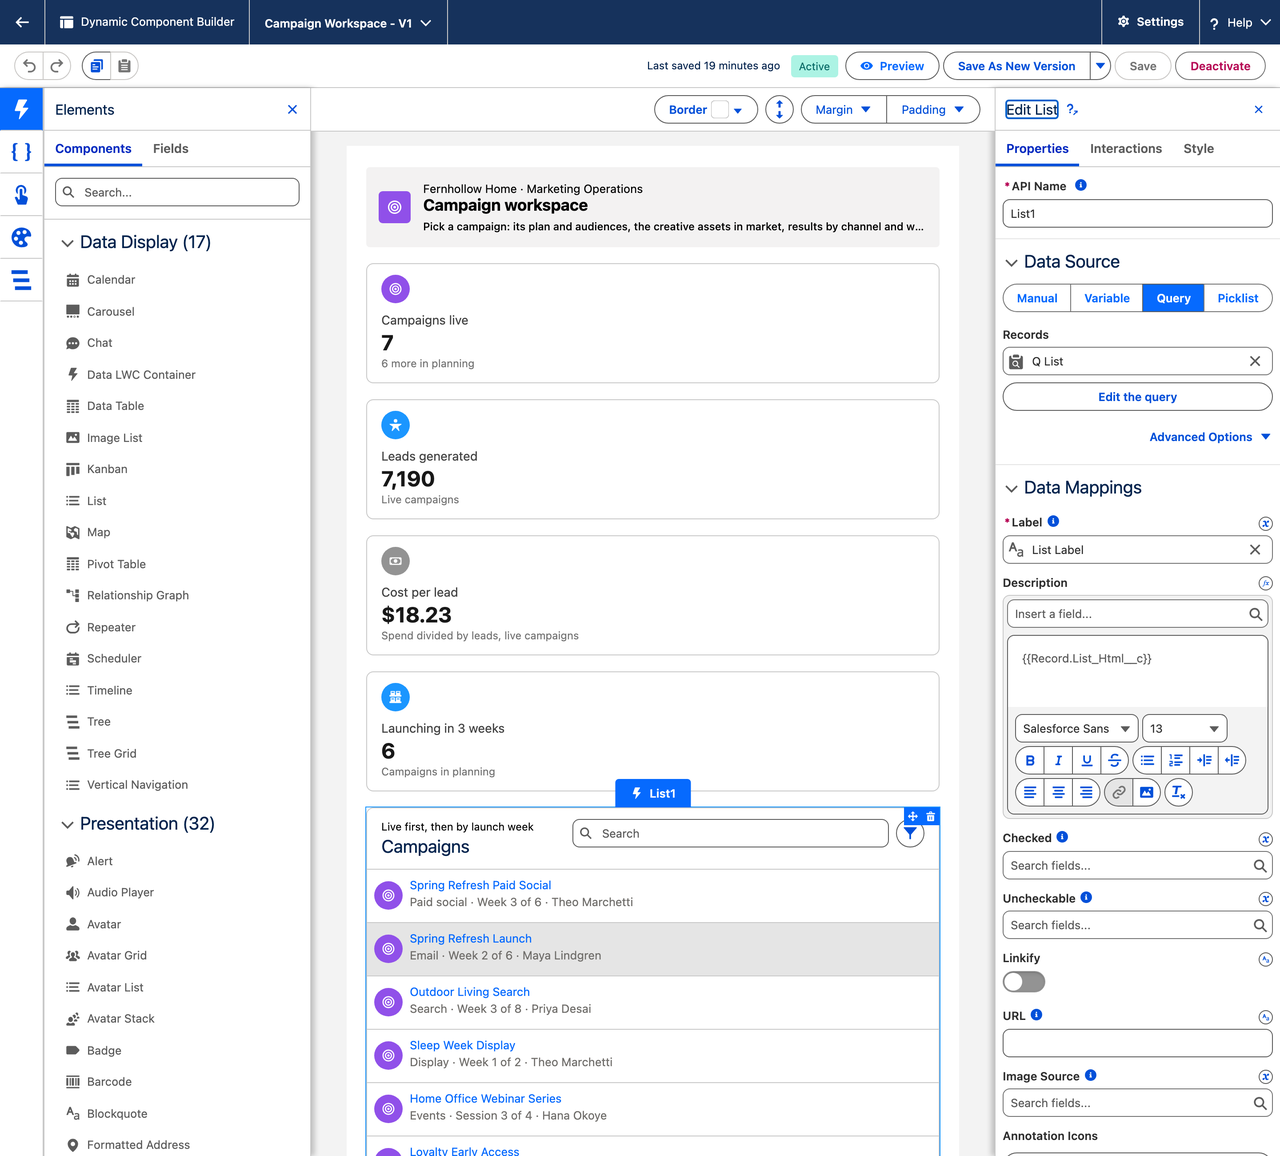 Dynamic Component Builder
Campaign Workspace - V1
Settings
Help
Last saved 19 minutes ago
Active
Preview
Save As New Version
Save
Deactivate
Elements
Components
Fields
Search...
Data Display (17)
Calendar
Carousel
Chat
Data LWC Container
Data Table
Image List
Kanban
List
Map
Pivot Table
Relationship Graph
Repeater
Scheduler
Timeline
Tree
Tree Grid
Vertical Navigation
Presentation (32)
Alert
Audio Player
Avatar
Avatar Grid
Avatar List
Avatar Stack
Badge
Barcode
Blockquote
Formatted Address
Border
Margin
Padding
Fernhollow Home · Marketing Operations
Campaign workspace
Pick a campaign: its plan and audiences, the creative assets in market, results by channel and w...
Campaigns live
7
6 more in planning
Leads generated
7,190
Live campaigns
Cost per lead
$18.23
Spend divided by leads, live campaigns
Launching in 3 weeks
6
Campaigns in planning
List1
Live first, then by launch week
Campaigns
Search
Spring Refresh Paid Social
Paid social · Week 3 of 6 · Theo Marchetti
Spring Refresh Launch
Email · Week 2 of 6 · Maya Lindgren
Outdoor Living Search
Search · Week 3 of 8 · Priya Desai
Sleep Week Display
Display · Week 1 of 2 · Theo Marchetti
Home Office Webinar Series
Events · Session 3 of 4 · Hana Okoye
Loyalty Early Access
Edit List
Properties
Interactions
Style
* API Name
List1
Data Source
Manual
Variable
Query
Picklist
Records
Q List
Edit the query
Advanced Options
Data Mappings
* Label
List Label
Description
Insert a field...
{{Record.List_Html__c}}
Salesforce Sans
13
Checked
Search fields...
Uncheckable
Search fields...
Linkify
URL
Image Source
Search fields...
Annotation Icons